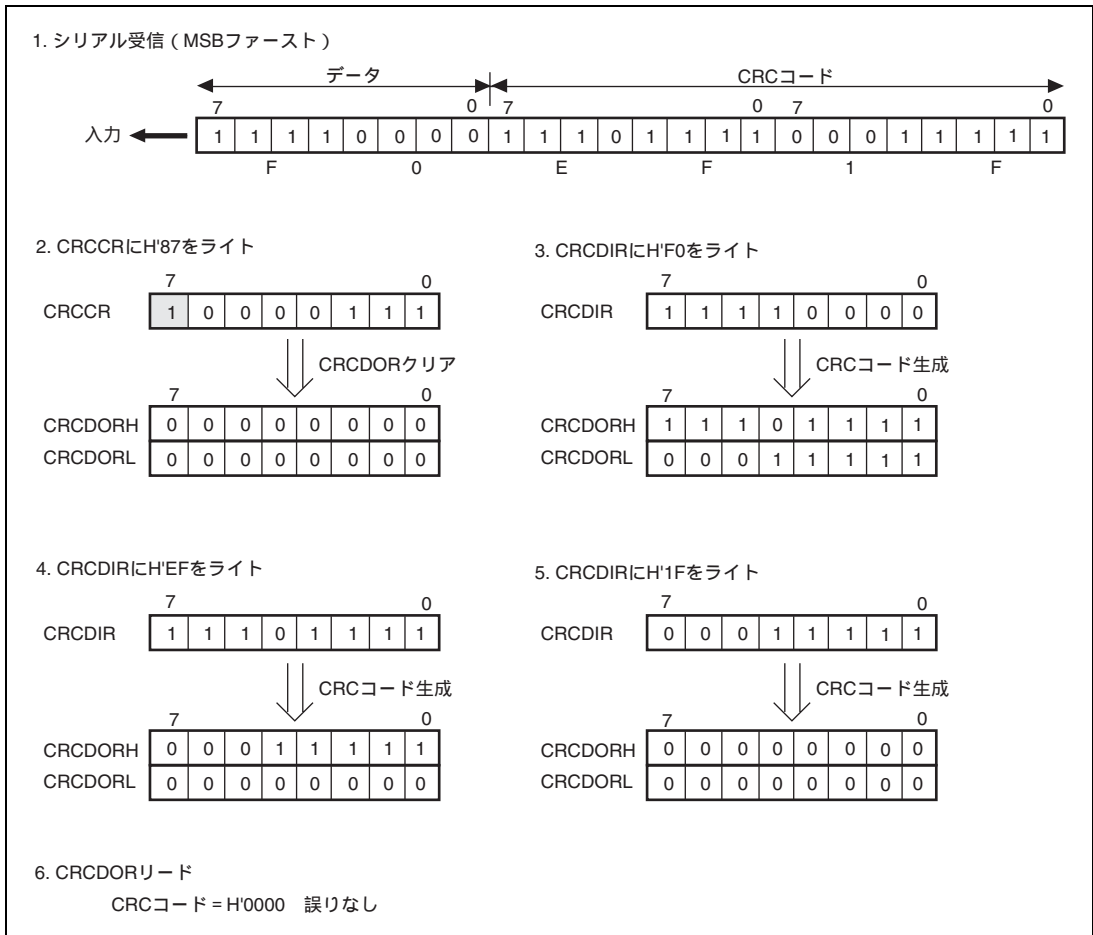 1. シリアル受信 ( MSBファースト )
データ CRCコード
7 0 7 0 7 0
入力 1 1 1 1 0 0 0 0 1 1 1 0 1 1 1 1 0 0 0 1 1 1 1 1
F 0 E F 1 F
2. CRCCRにH'87をライト
7 0
CRCCR 1 0 0 0 0 1 1 1
CRCDORクリア
7 0
CRCDORH 0 0 0 0 0 0 0 0
CRCDORL 0 0 0 0 0 0 0 0
3. CRCDIRにH'F0をライト
7 0
CRCDIR 1 1 1 1 0 0 0 0
CRCコード生成
7 0
CRCDORH 1 1 1 0 1 1 1 1
CRCDORL 0 0 0 1 1 1 1 1
4. CRCDIRにH'EFをライト
7 0
CRCDIR 1 1 1 0 1 1 1 1
CRCコード生成
7 0
CRCDORH 0 0 0 1 1 1 1 1
CRCDORL 0 0 0 0 0 0 0 0
5. CRCDIRにH'1Fをライト
7 0
CRCDIR 0 0 0 1 1 1 1 1
CRCコード生成
7 0
CRCDORH 0 0 0 0 0 0 0 0
CRCDORL 0 0 0 0 0 0 0 0
6. CRCDORリード
CRCコード = H'0000 誤りなし